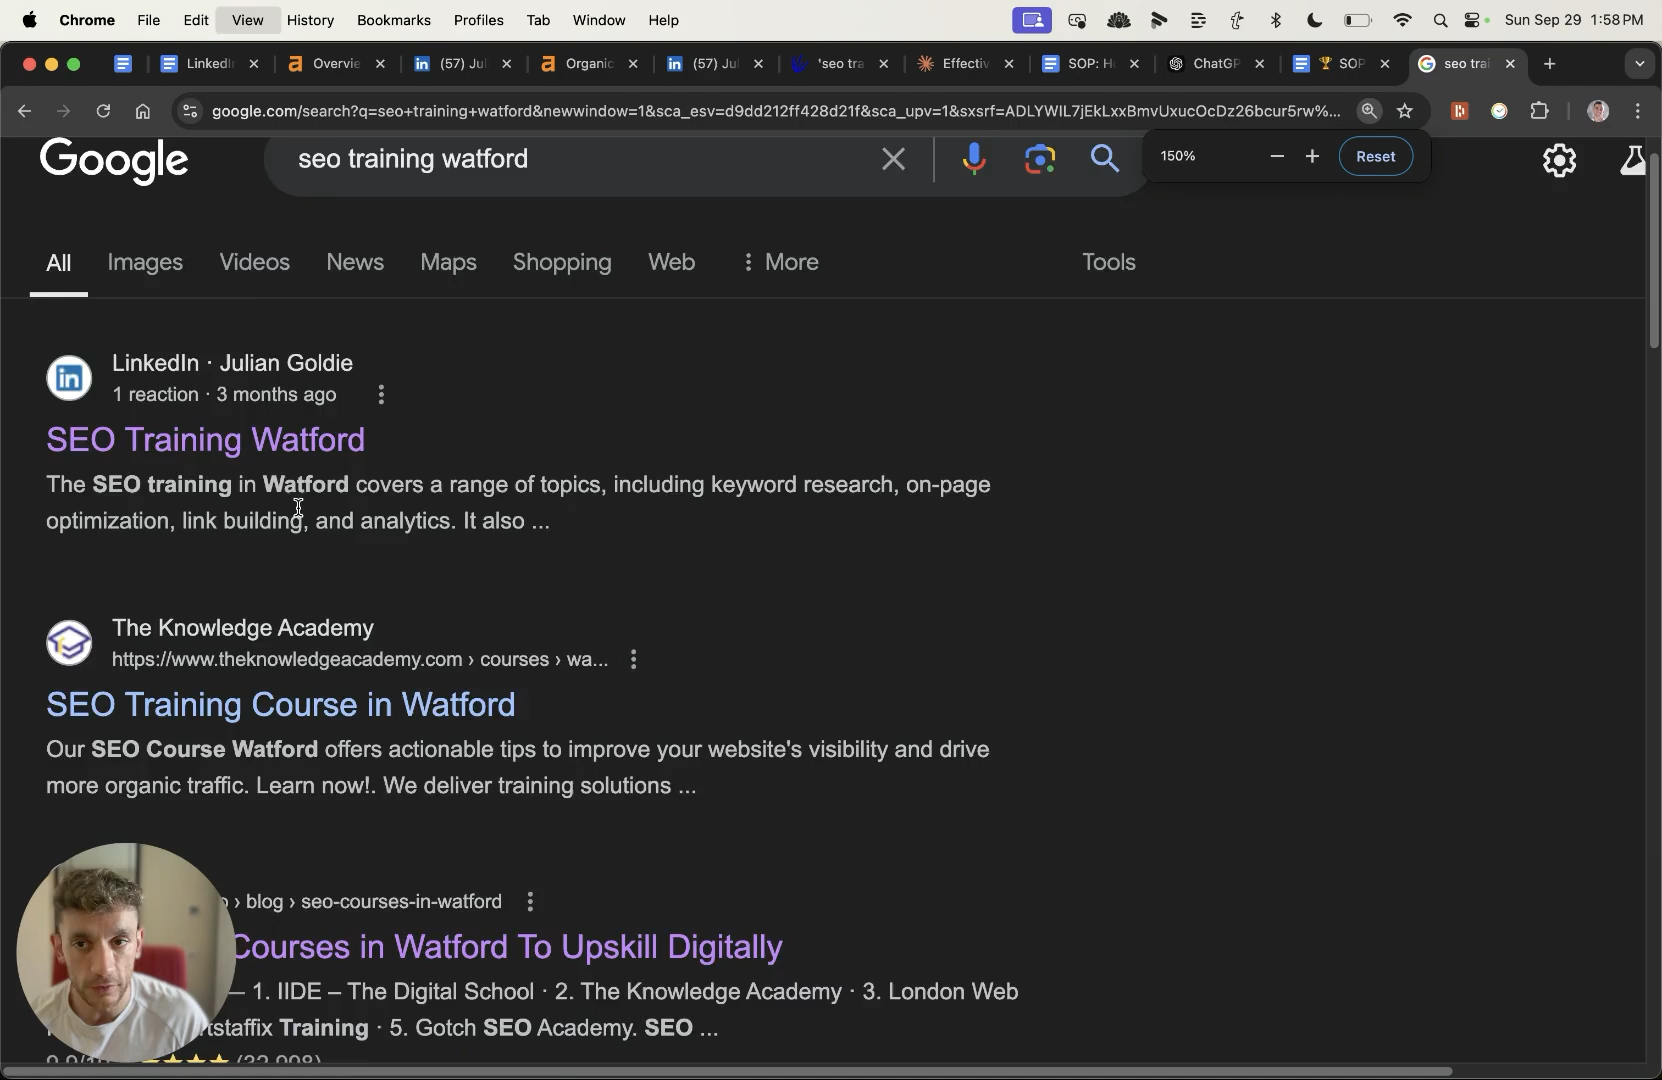 Chrome File Edit View History Bookmarks Profiles Tab Window Help Sun Sep 29 1:58 PM
LinkedIn Overvie (57) Jul Organic (57) Jul 'seo tra Effectiv SOP: H ChatGP SOP seo trai
google.com/search?q=seo+training+watford&newwindow=1&sca_esv=d9dd212ff428d21f&sca_upv=1&sxsrf=ADLYWIL7jEkLxxBmvUxucOcDz26bcur5rw%...
Google seo training watford 150% Reset
All Images Videos News Maps Shopping Web More Tools
LinkedIn · Julian Goldie
1 reaction · 3 months ago
SEO Training Watford
The SEO training in Watford covers a range of topics, including keyword research, on-page
optimization, link building, and analytics. It also ...
The Knowledge Academy
https://www.theknowledgeacademy.com › courses › wa...
SEO Training Course in Watford
Our SEO Course Watford offers actionable tips to improve your website's visibility and drive
more organic traffic. Learn now!. We deliver training solutions ...
› blog › seo-courses-in-watford
Courses in Watford To Upskill Digitally
— 1. IIDE – The Digital School · 2. The Knowledge Academy · 3. London Web
Training · 5. Gotch SEO Academy. SEO ...